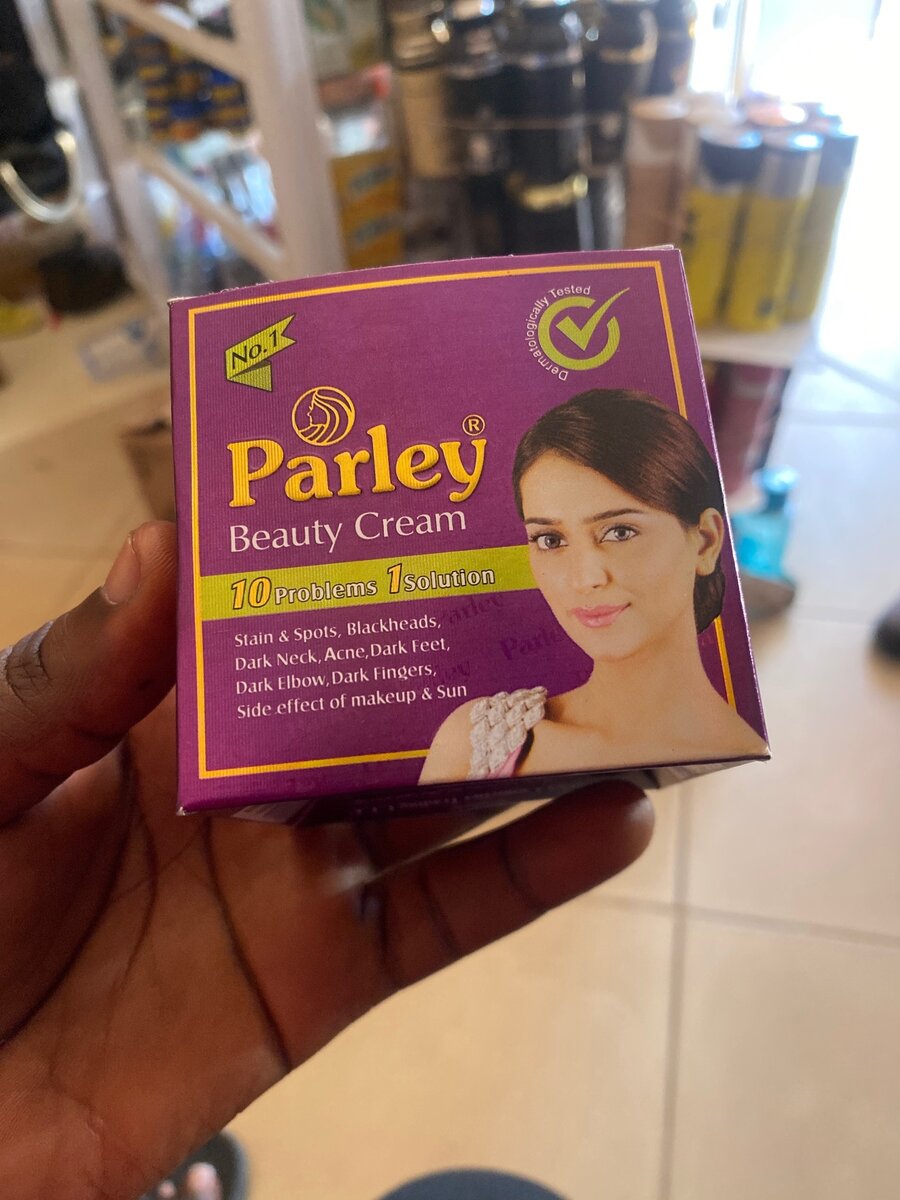 No.1
Dermatologically Tested
Parley®
Beauty Cream
10 Problems 1 Solution
Stain & Spots, Blackheads,
Dark Neck, Acne, Dark Feet,
Dark Elbow, Dark Fingers,
Side effect of makeup & Sun
Parley